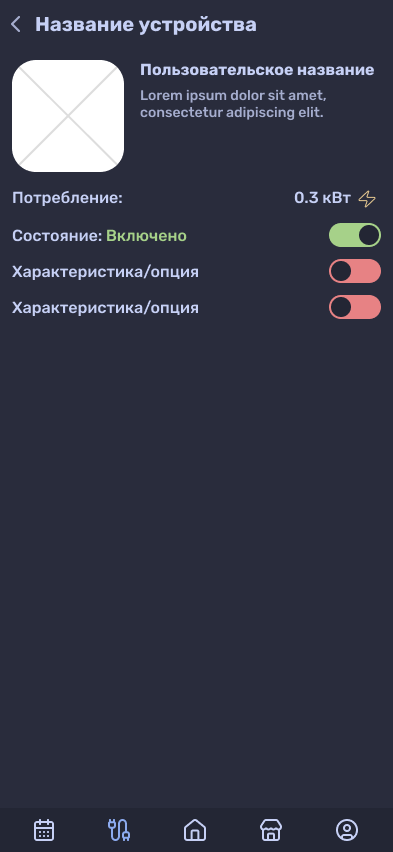 Название устройства
Пользовательское название
Lorem ipsum dolor sit amet,
consectetur adipiscing elit.
Потребление: 0.3 кВт
Состояние: Включено
Характеристика/опция
Характеристика/опция